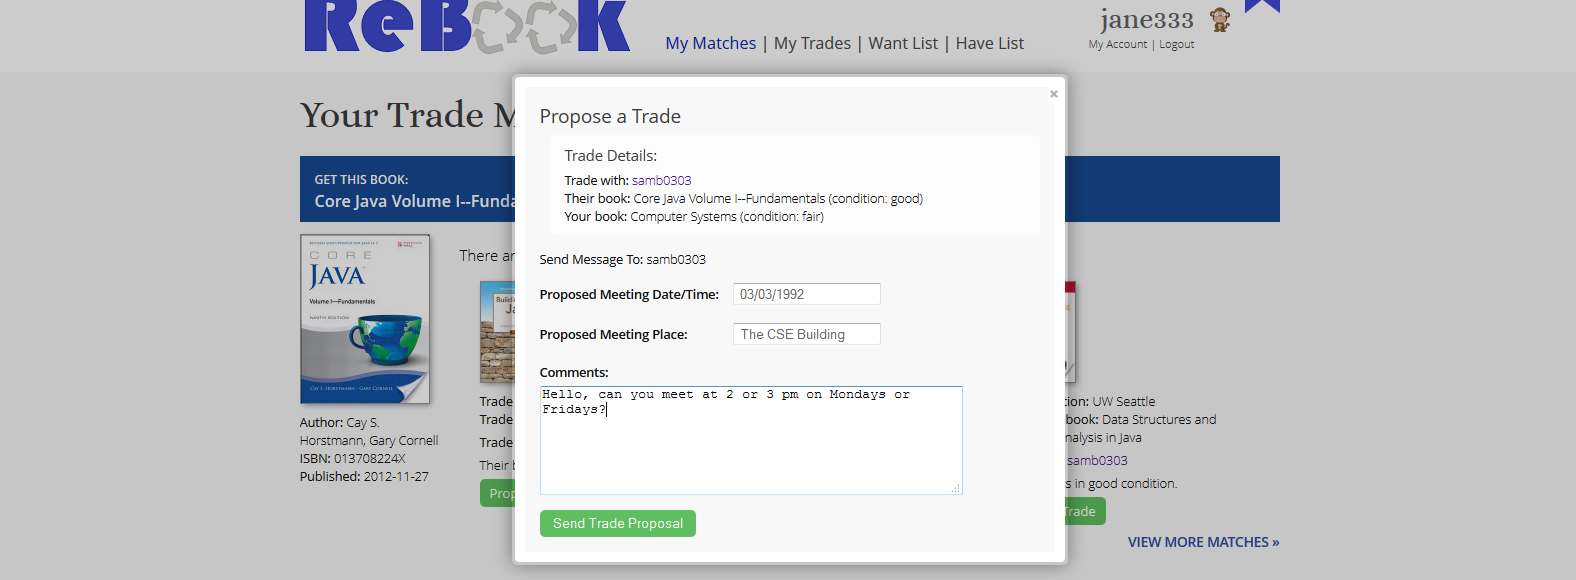 ReBOOK
jane333
My Matches | My Trades | Want List | Have List
My Account | Logout
Your Trade M
GET THIS BOOK:
Core Java Volume I--Funda
CORE
JAVA
Volume I—Fundamentals
NINTH EDITION
CAY S. HORSTMANN • GARY CORNELL
Author: Cay S.
Horstmann, Gary Cornell
ISBN: 013708224X
Published: 2012-11-27
There ar
Building
Ja
Trade
Trade
Trade
Their b
Prop
×
Propose a Trade
Trade Details:
Trade with: samb0303
Their book: Core Java Volume I--Fundamentals (condition: good)
Your book: Computer Systems (condition: fair)
Send Message To: samb0303
Proposed Meeting Date/Time: 03/03/1992
Proposed Meeting Place: The CSE Building
Comments:
Hello, can you meet at 2 or 3 pm on Mondays or
Fridays?
Send Trade Proposal
ion: UW Seattle
book: Data Structures and
nalysis in Java
samb0303
s in good condition.
Trade
VIEW MORE MATCHES »